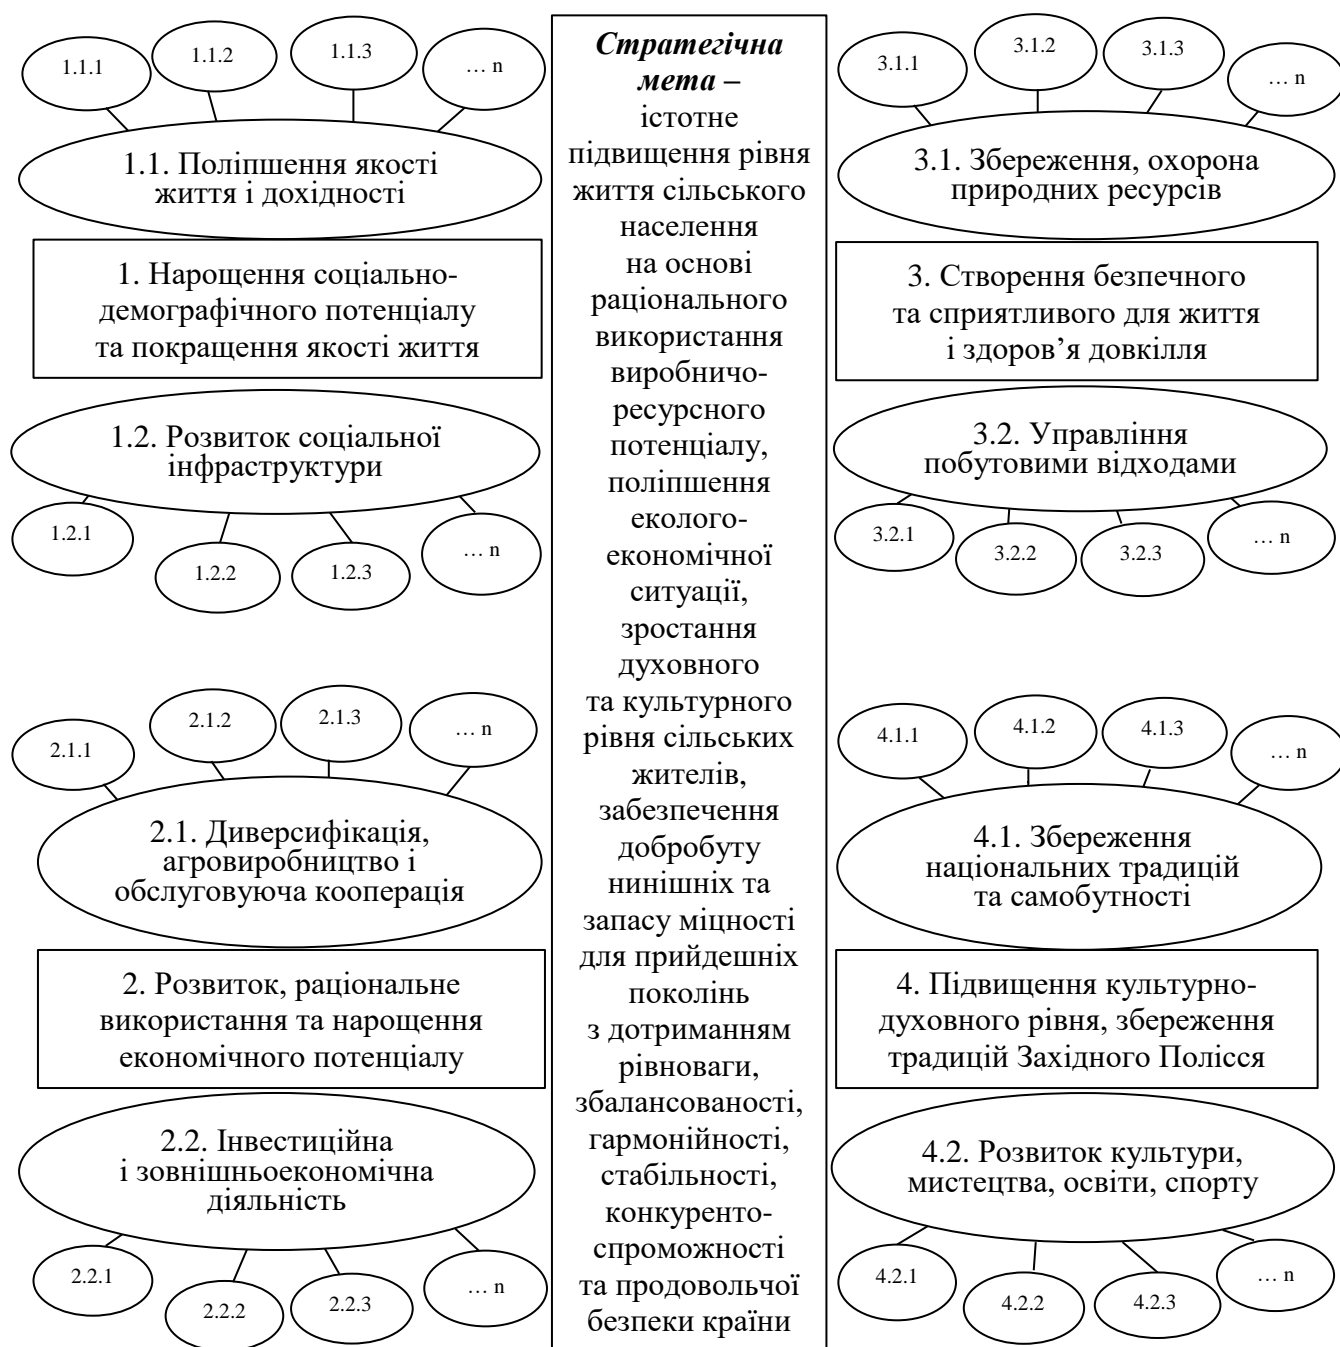 1.1.1
1.1.2
1.1.3
… n
1.1. Поліпшення якості
життя і дохідності
1. Нарощення соціально-
демографічного потенціалу
та покращення якості життя
1.2. Розвиток соціальної
інфраструктури
1.2.1
1.2.2
1.2.3
… n
2.1.1
2.1.2
2.1.3
… n
2.1. Диверсифікація,
агровиробництво і
обслуговуюча кооперація
2. Розвиток, раціональне
використання та нарощення
економічного потенціалу
2.2. Інвестиційна
і зовнішньоекономічна
діяльність
2.2.1
2.2.2
2.2.3
… n
Стратегічна
мета –
істотне
підвищення рівня
життя сільського
населення
на основі
раціонального
використання
виробничо-
ресурсного
потенціалу,
поліпшення
еколого-
економічної
ситуації,
зростання
духовного
та культурного
рівня сільських
жителів,
забезпечення
добробуту
нинішніх та
запасу міцності
для прийдешніх
поколінь
з дотриманням
рівноваги,
збалансованості,
гармонійності,
стабільності,
конкуренто-
спроможності
та продовольчої
безпеки країни
3.1.1
3.1.2
3.1.3
… n
3.1. Збереження, охорона
природних ресурсів
3. Створення безпечного
та сприятливого для життя
і здоров’я довкілля
3.2. Управління
побутовими відходами
3.2.1
3.2.2
3.2.3
… n
4.1.1
4.1.2
4.1.3
… n
4.1. Збереження
національних традицій
та самобутності
4. Підвищення культурно-
духовного рівня, збереження
традицій Західного Полісся
4.2. Розвиток культури,
мистецтва, освіти, спорту
4.2.1
4.2.2
4.2.3
… n